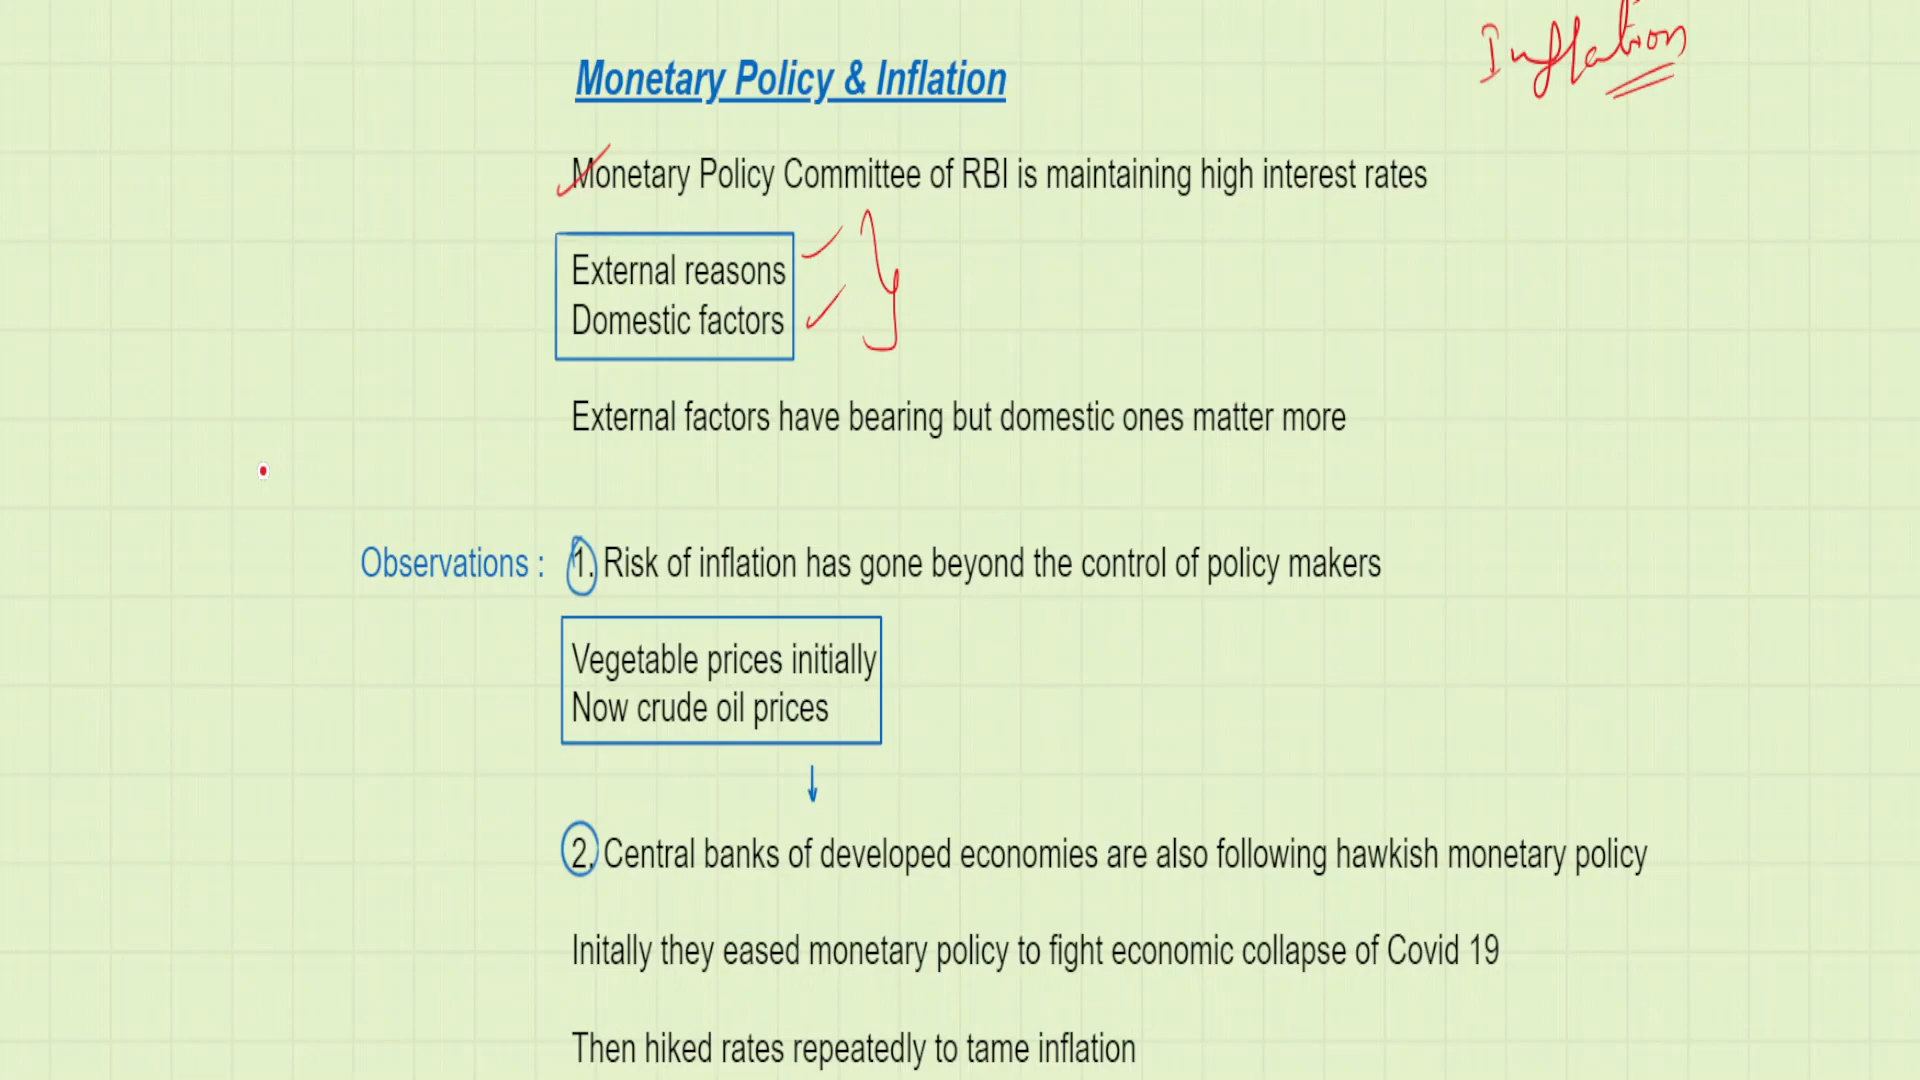 Inflation
Monetary Policy & Inflation
Monetary Policy Committee of RBI is maintaining high interest rates
External reasons
Domestic factors
External factors have bearing but domestic ones matter more
Observations : 1. Risk of inflation has gone beyond the control of policy makers
Vegetable prices initially
Now crude oil prices
2. Central banks of developed economies are also following hawkish monetary policy
Initally they eased monetary policy to fight economic collapse of Covid 19
Then hiked rates repeatedly to tame inflation